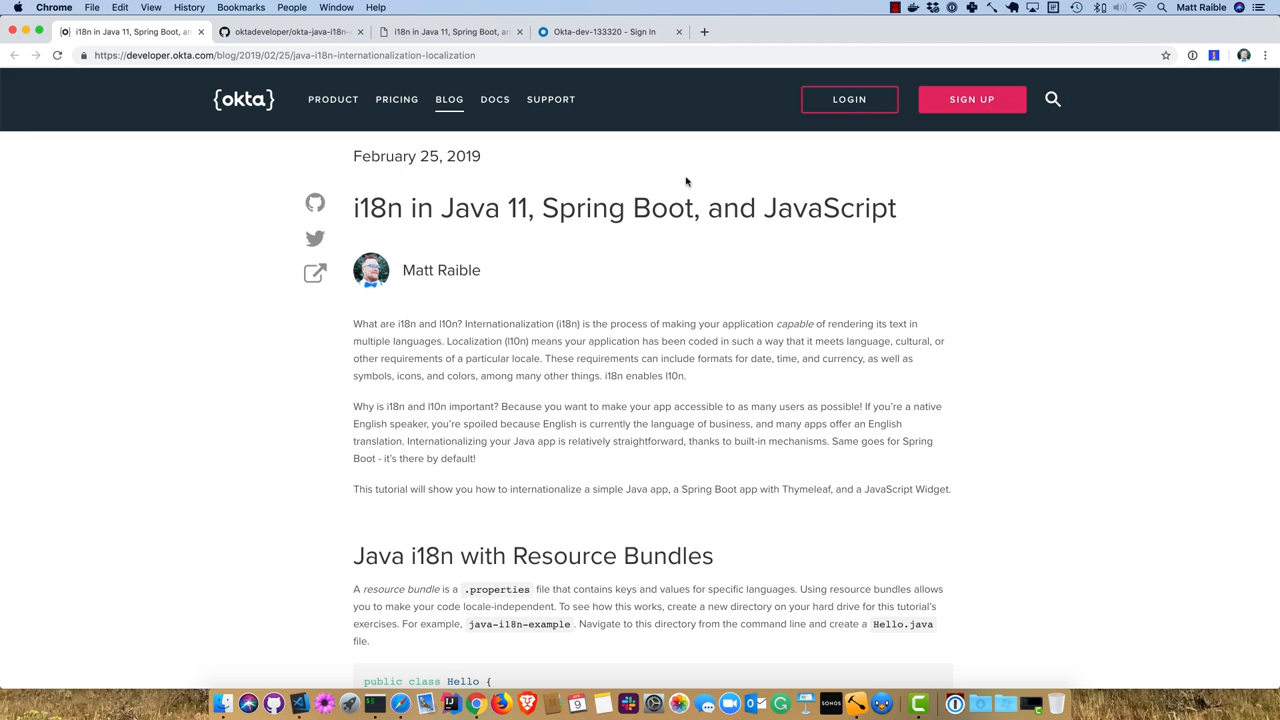 Chrome File Edit View History Bookmarks People Window Help Matt Raible
i18n in Java 11, Spring Boot, an
oktadeveloper/okta-java-i18n-
i18n in Java 11, Spring Boot, an
Okta-dev-133320 - Sign In
https://developer.okta.com/blog/2019/02/25/java-i18n-internationalization-localization
{okta} PRODUCT PRICING BLOG DOCS SUPPORT LOGIN SIGN UP
February 25, 2019
i18n in Java 11, Spring Boot, and JavaScript
Matt Raible
What are i18n and l10n? Internationalization (i18n) is the process of making your application capable of rendering its text in
multiple languages. Localization (l10n) means your application has been coded in such a way that it meets language, cultural, or
other requirements of a particular locale. These requirements can include formats for date, time, and currency, as well as
symbols, icons, and colors, among many other things. i18n enables l10n.
Why is i18n and l10n important? Because you want to make your app accessible to as many users as possible! If you're a native
English speaker, you're spoiled because English is currently the language of business, and many apps offer an English
translation. Internationalizing your Java app is relatively straightforward, thanks to built-in mechanisms. Same goes for Spring
Boot - it's there by default!
This tutorial will show you how to internationalize a simple Java app, a Spring Boot app with Thymeleaf, and a JavaScript Widget.
Java i18n with Resource Bundles
A resource bundle is a .properties file that contains keys and values for specific languages. Using resource bundles allows
you to make your code locale-independent. To see how this works, create a new directory on your hard drive for this tutorial's
exercises. For example, java-i18n-example. Navigate to this directory from the command line and create a Hello.java
file.
public class Hello {
9
SONOS